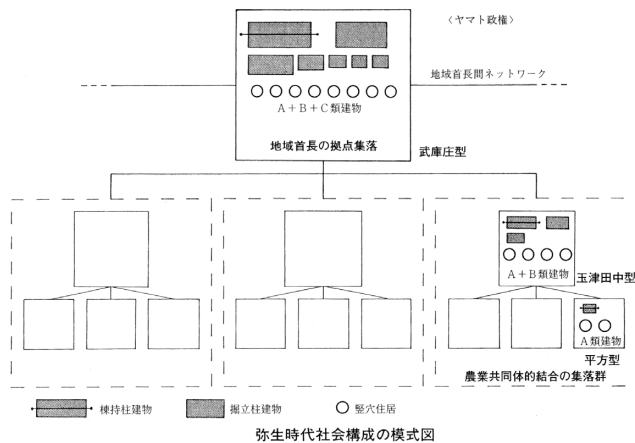 〈ヤマト政権〉
地域首長間ネットワーク
A+B+C類建物
地域首長の拠点集落
武庫庄型
A+B類建物
玉津田中型
A類建物
平方型
農業共同体的結合の集落群
棟持柱建物
掘立柱建物
竪穴住居
弥生時代社会構成の模式図